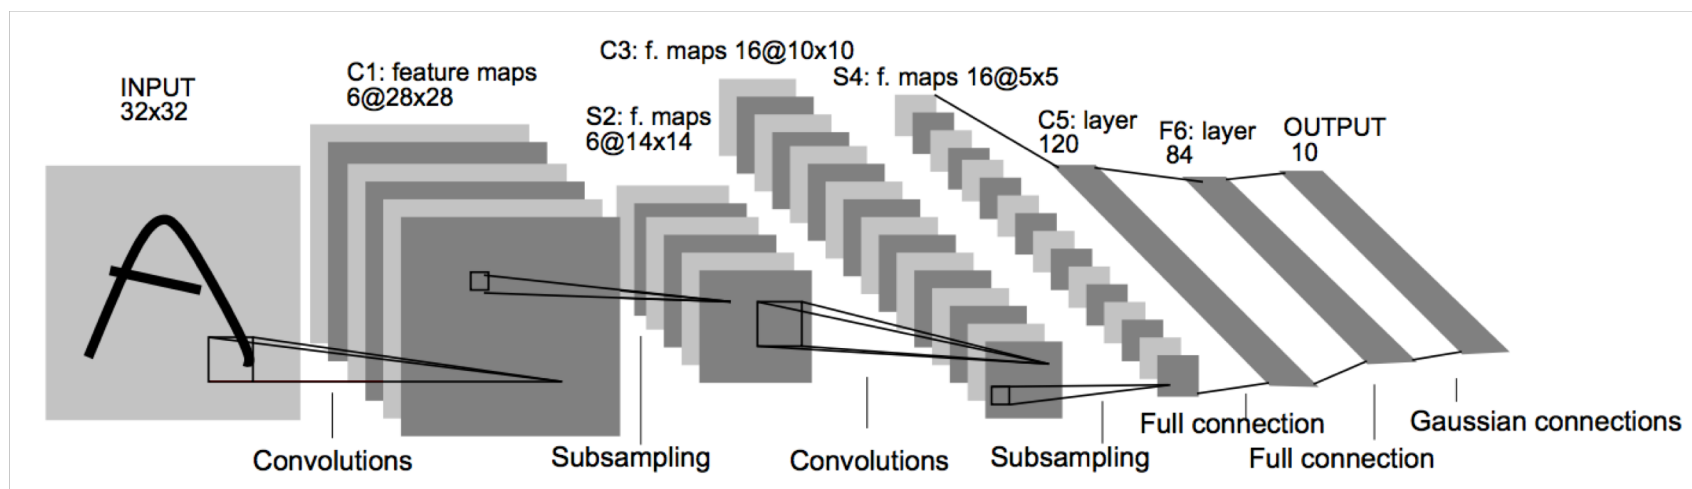 INPUT
32x32
C1: feature maps
6@28x28
S2: f. maps
6@14x14
C3: f. maps 16@10x10
S4: f. maps 16@5x5
C5: layer
120
F6: layer
84
OUTPUT
10
Convolutions
Subsampling
Convolutions
Subsampling
Full connection
Full connection
Gaussian connections